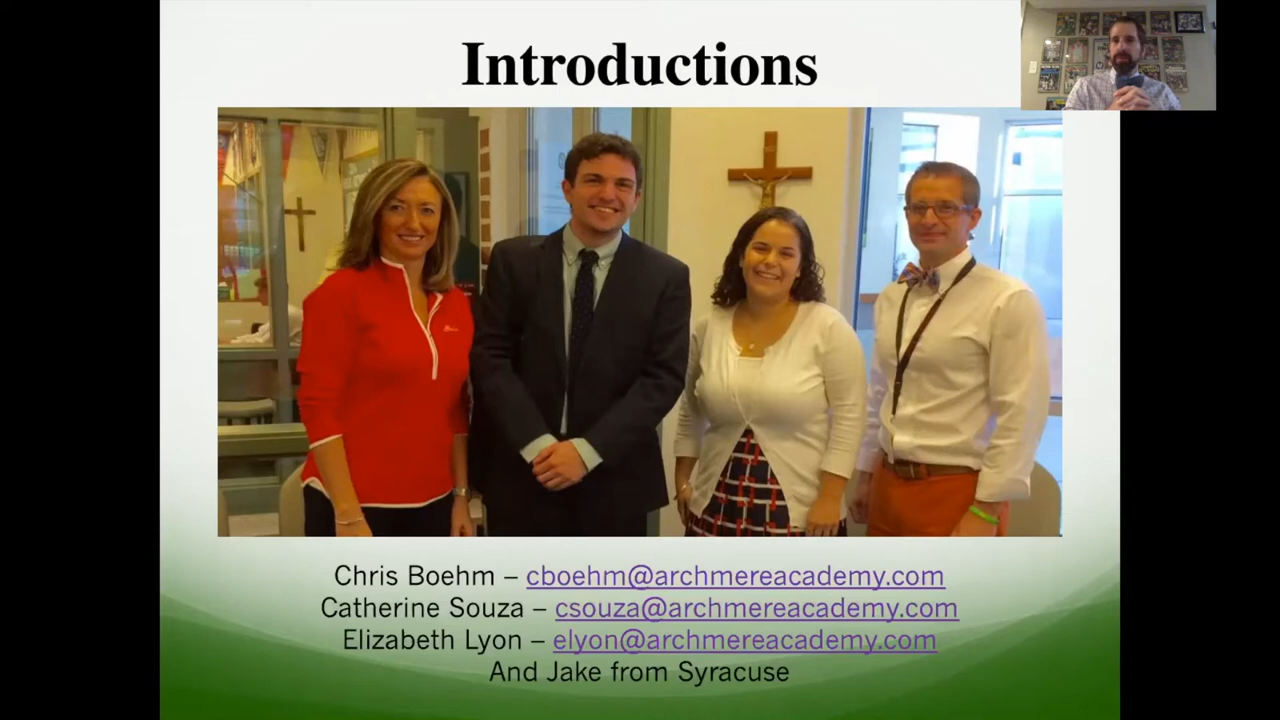 Introductions
Chris Boehm – cboehm@archmereacademy.com
Catherine Souza – csouza@archmereacademy.com
Elizabeth Lyon – elyon@archmereacademy.com
And Jake from Syracuse